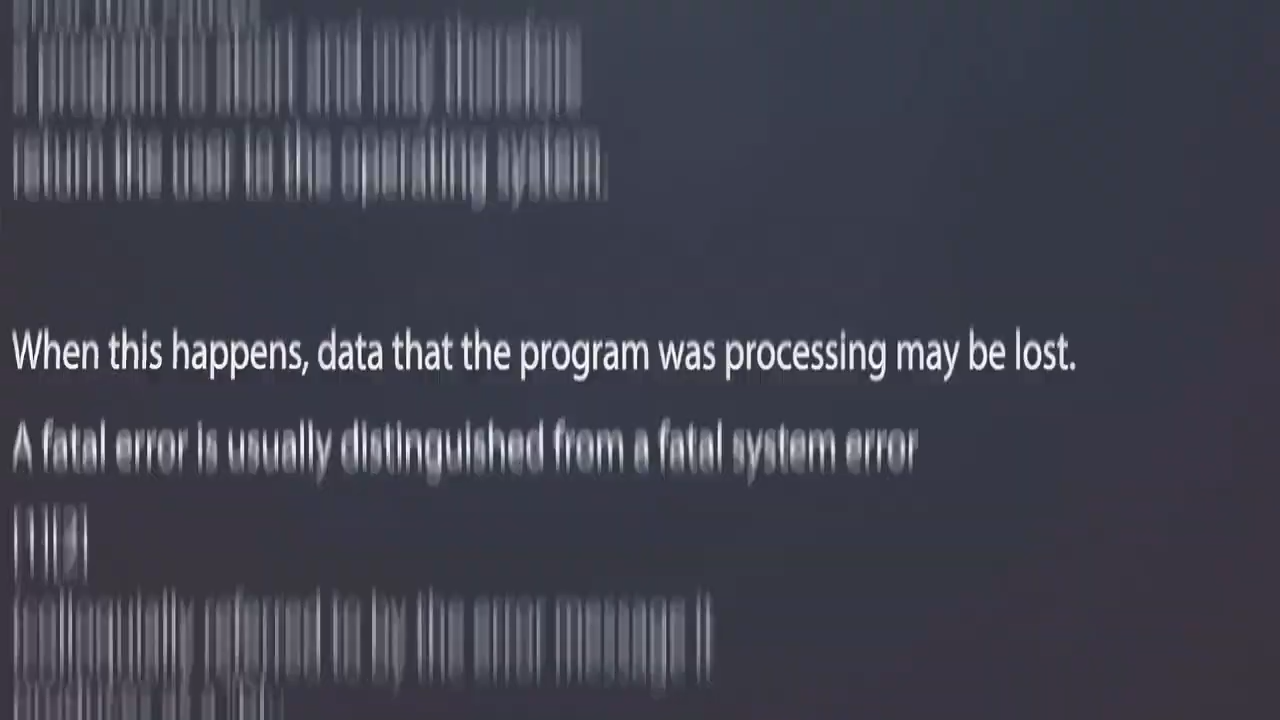 a program to abort and may therefore
return the user to the operating system.
When this happens, data that the program was processing may be lost.
A fatal error is usually distinguished from a fatal system error
(colloquially referred to by the error message it